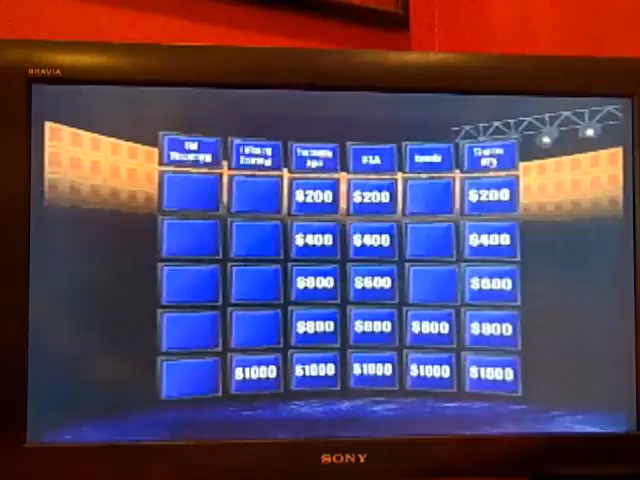 BRAVIA
$200 $200 $200
$400 $400 $400
$600 $600 $600
$800 $800 $800 $800
$1000 $1000 $1000 $1000 $1000
SONY